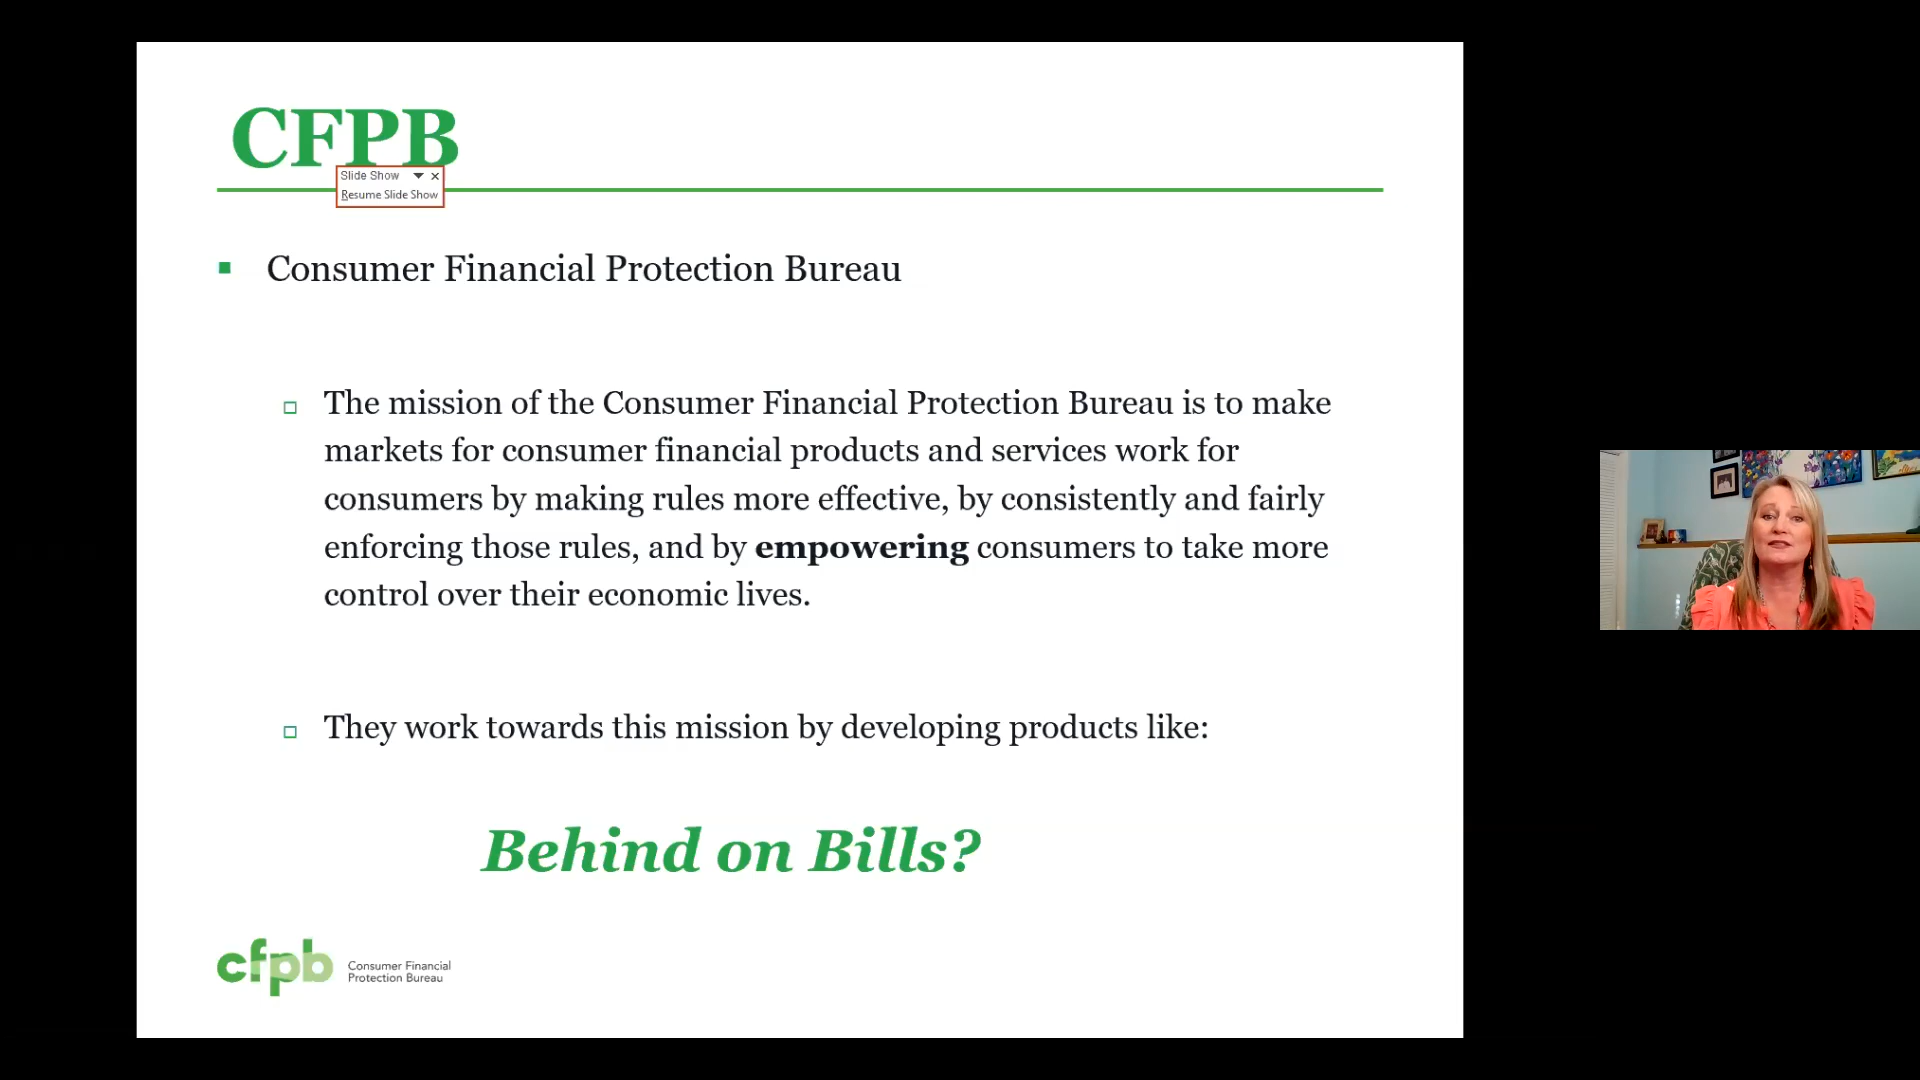 CFPB
Slide Show
Resume Slide Show
Consumer Financial Protection Bureau
The mission of the Consumer Financial Protection Bureau is to make
markets for consumer financial products and services work for
consumers by making rules more effective, by consistently and fairly
enforcing those rules, and by empowering consumers to take more
control over their economic lives.
They work towards this mission by developing products like:
Behind on Bills?
cfpb
Consumer Financial
Protection Bureau